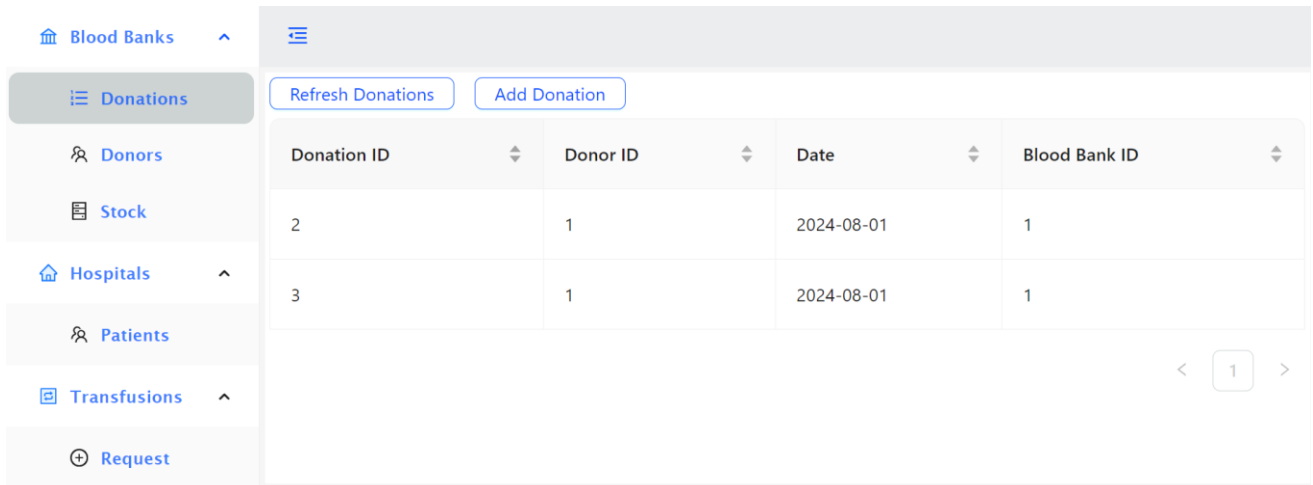 Blood Banks
Donations
Donors
Stock
Hospitals
Patients
Transfusions
Request
Refresh Donations Add Donation
Donation ID Donor ID Date Blood Bank ID
2 1 2024-08-01 1
3 1 2024-08-01 1
< 1 >